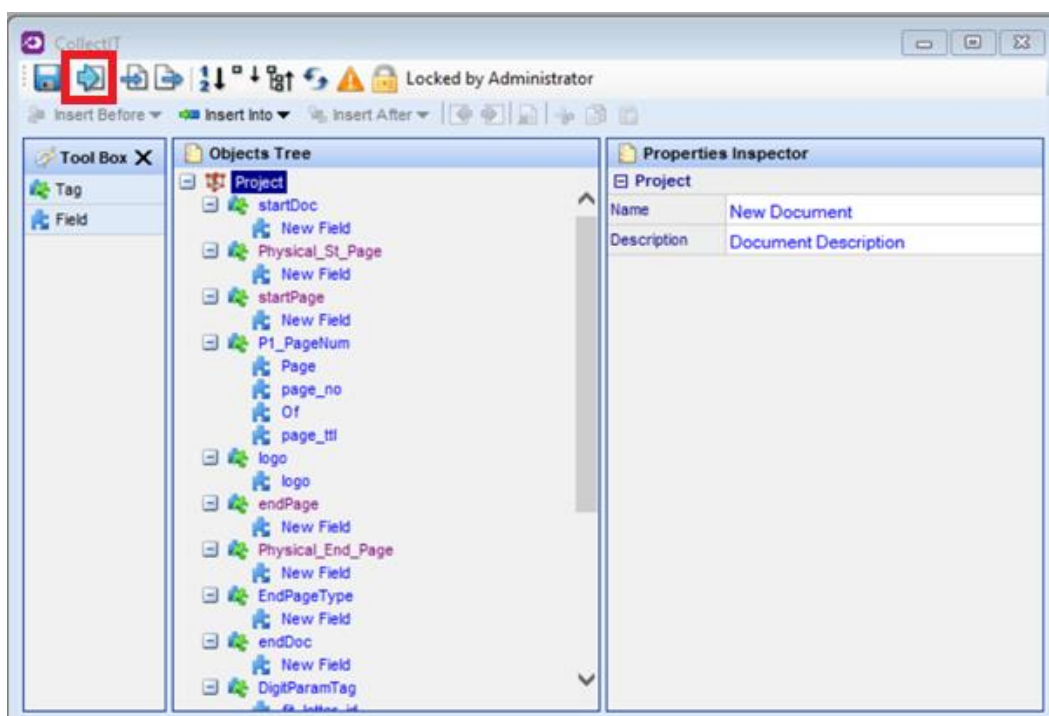 CollectIT
Locked by Administrator
Insert Before Insert Into Insert After
Tool Box
Tag
Field
Objects Tree
Project
startDoc
New Field
Physical_St_Page
New Field
startPage
New Field
P1_PageNum
Page
page_no
Of
page_ttl
logo
logo
endPage
New Field
Physical_End_Page
New Field
EndPageType
New Field
endDoc
New Field
DigitParamTag
Properties Inspector
Project
Name New Document
Description Document Description